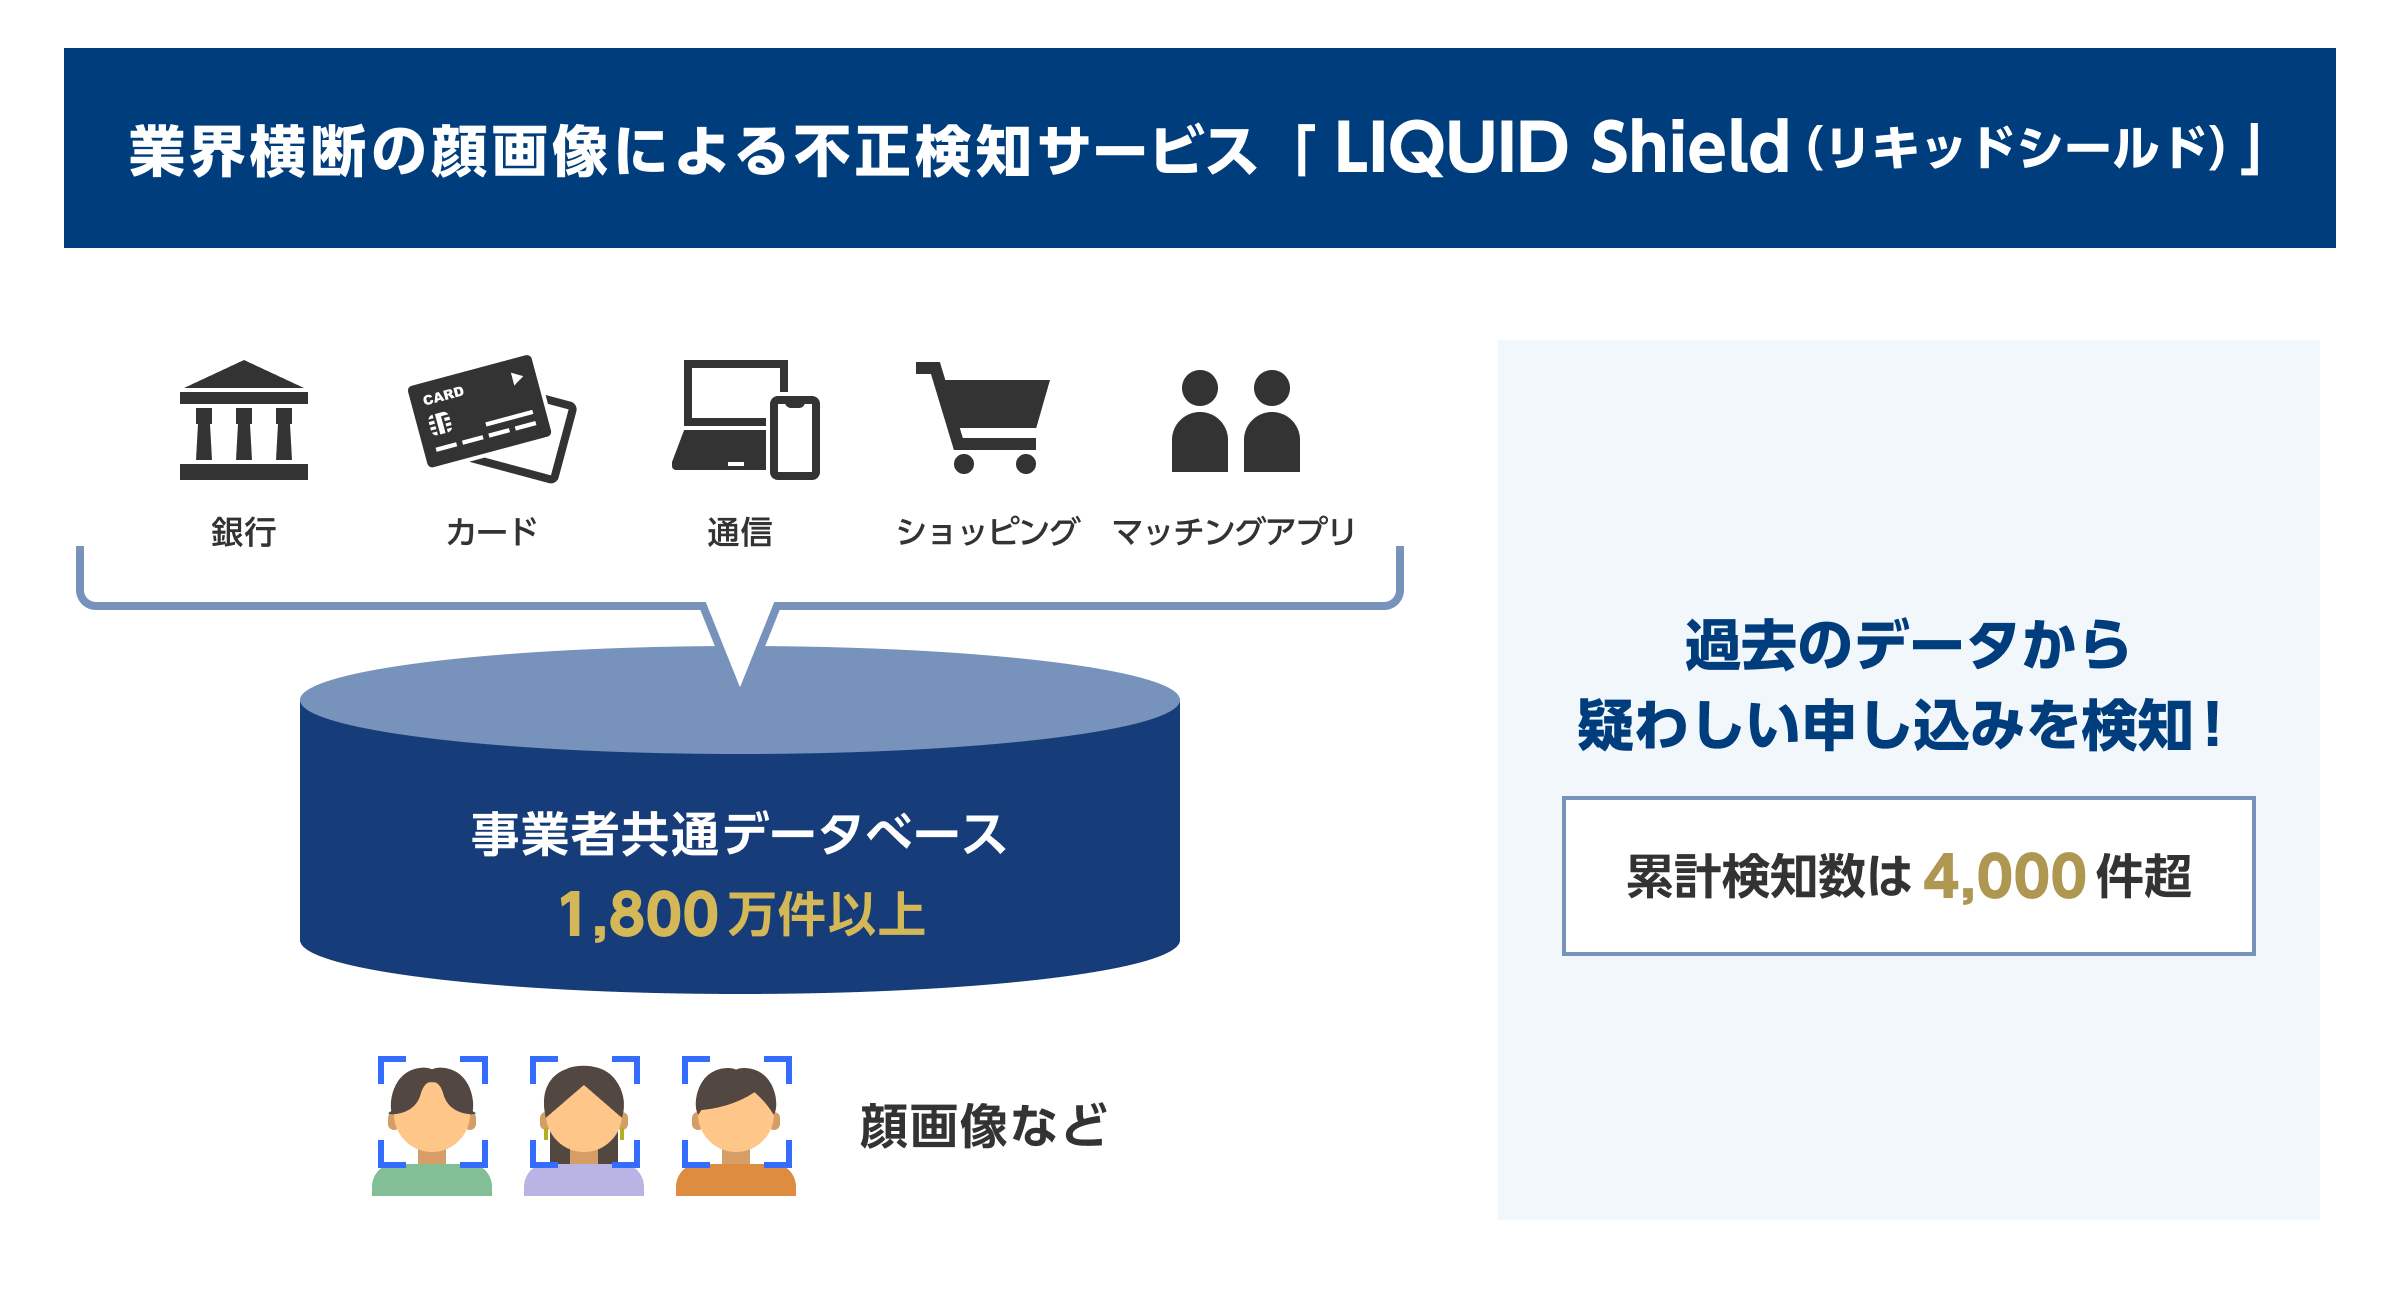 業界横断の顔画像による不正検知サービス「LIQUID Shield（リキッドシールド）」
CARD
銀行 カード 通信 ショッピング マッチングアプリ
事業者共通データベース
1,800万件以上
顔画像など
過去のデータから
疑わしい申し込みを検知！
累計検知数は4,000件超